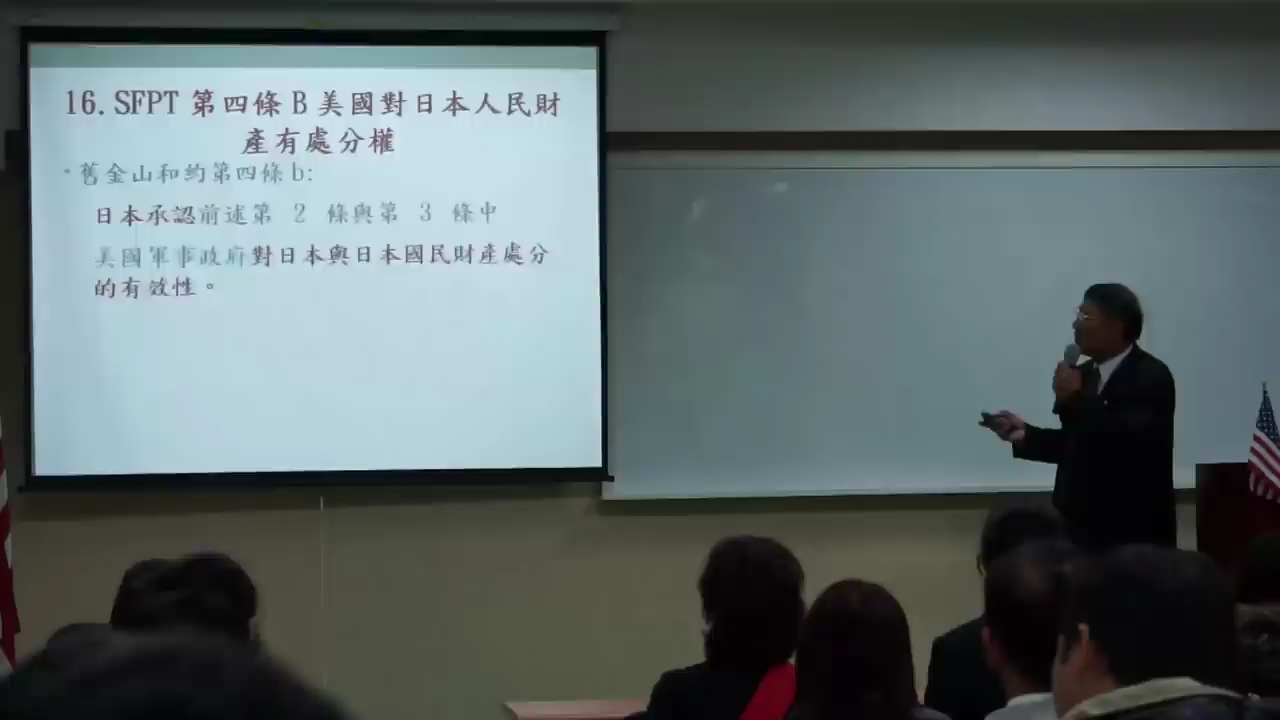 16. SFPT 第四條 B 美國對日本人民財
產有處分權
• 舊金山和約第四條 b:
日本承認前述第 2 條與第 3 條中
美國軍事政府對日本與日本國民財產處分
的有效性。